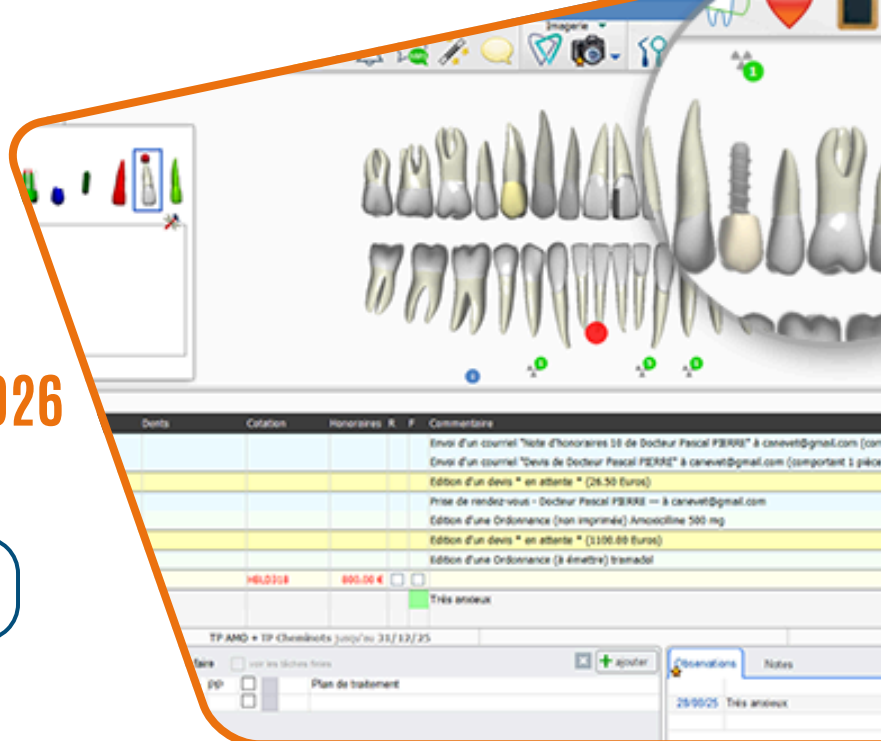 Imagerie
026
Dents Cotation Honoraires R F Commentaire
Envoi d'un courriel "Note d'honoraires 10 de Docteur Pascal PIERRE" à canevet@gmail.com (com
Envoi d'un courriel "Devis de Docteur Pascal PIERRE" à canevet@gmail.com (comportant 1 pièce
Edition d'un devis * en attente * (26.50 Euros)
Prise de rendez-vous - Docteur Pascal PIERRE — à canevet@gmail.com
Edition d'une Ordonnance (non imprimée) Amoxicilline 500 mg
Edition d'un devis * en attente * (1100.00 Euros)
Edition d'une Ordonnance (à émettre) tramadol
HBLD318 800.00 €
Très anxieux
TP AMO + TP Cheminots jusqu'au 31/12/25
faire voir les tâches finies ajouter
Observations Notes
PP Plan de traitement
Très anxieux